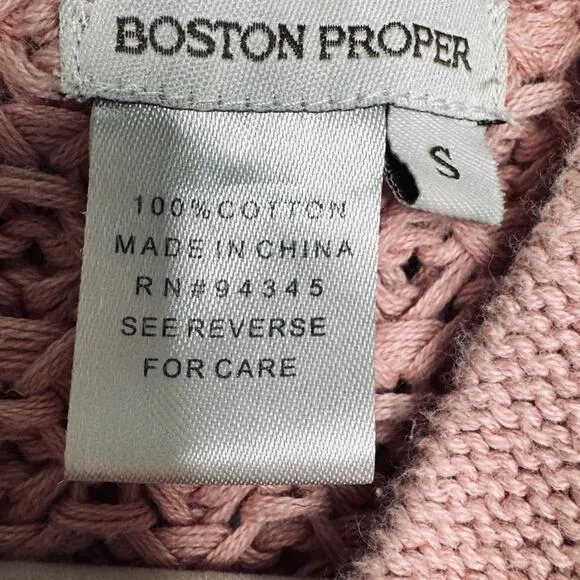 BOSTON PROPER
S
100% COTTON
MADE IN CHINA
RN#94345
SEE REVERSE
FOR CARE